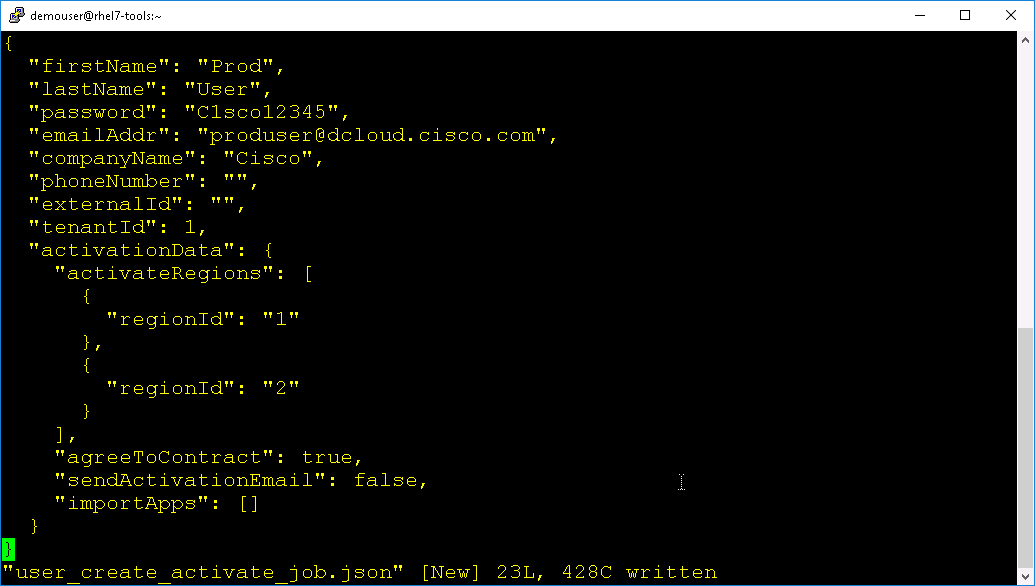 demouser@rhel7-tools:~
{
  "firstName": "Prod",
  "lastName": "User",
  "password": "C1sco12345",
  "emailAddr": "produser@dcloud.cisco.com",
  "companyName": "Cisco",
  "phoneNumber": "",
  "externalId": "",
  "tenantId": 1,
  "activationData": {
    "activateRegions": [
      {
        "regionId": "1"
      },
      {
        "regionId": "2"
      }
    ],
    "agreeToContract": true,
    "sendActivationEmail": false,
    "importApps": []
  }
}
"user_create_activate_job.json" [New] 23L, 428C written